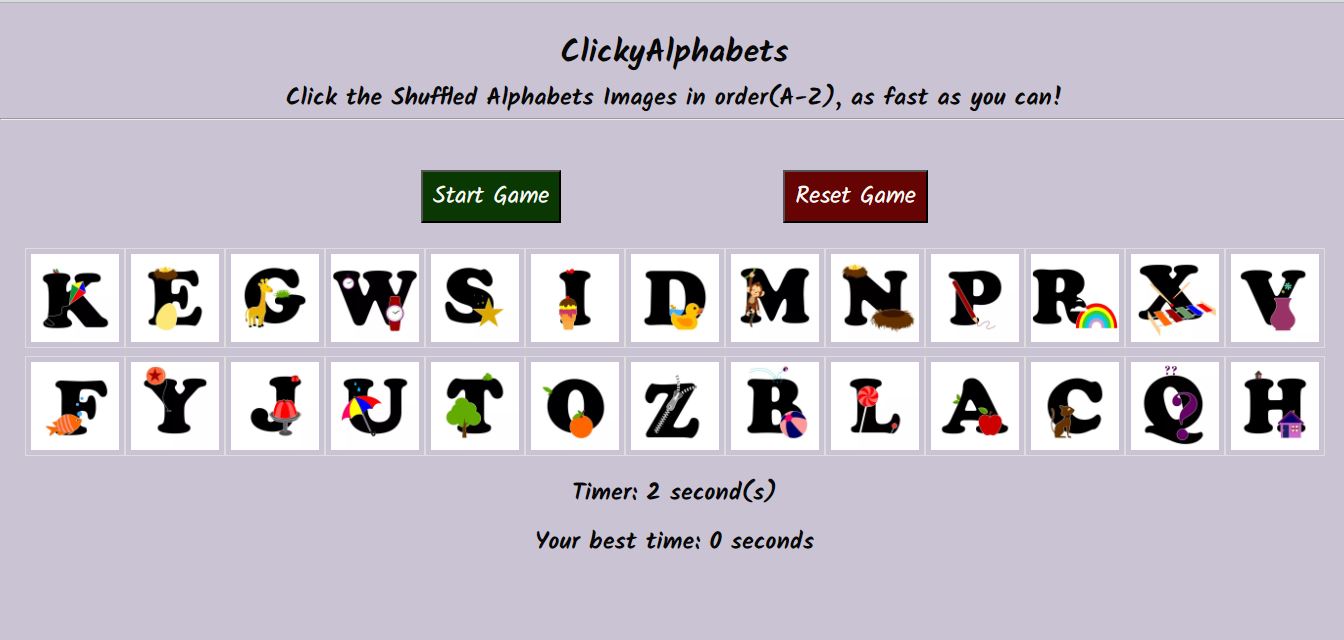 ClickyAlphabets
Click the Shuffled Alphabets Images in order(A-Z), as fast as you can!
Start Game Reset Game
K E G W S I D M N P R X V
F Y J U T O Z B L A C Q H
??
?
Timer: 2 second(s)
Your best time: 0 seconds